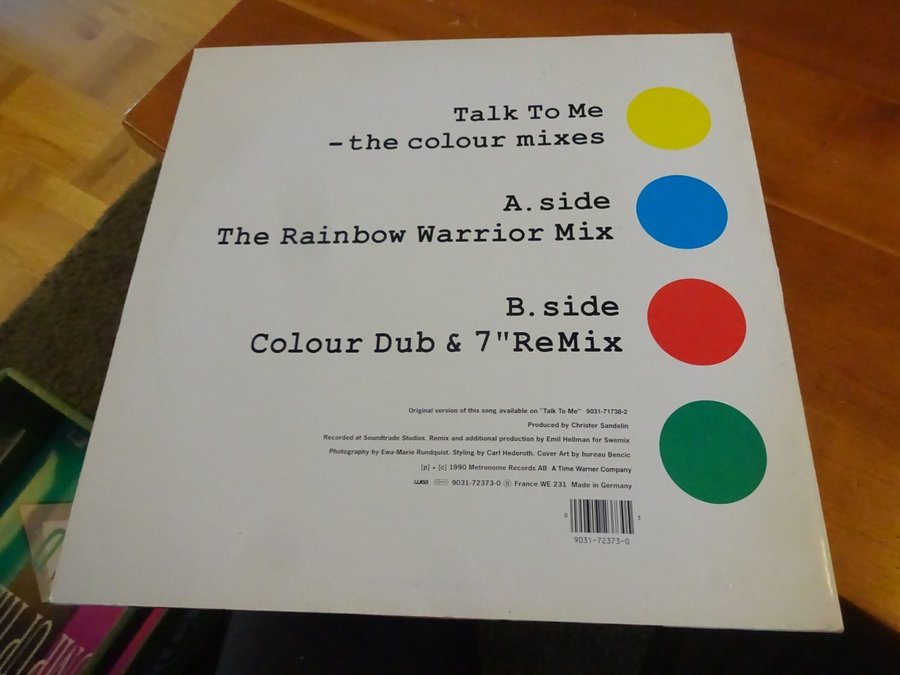 Talk To Me
-the colour mixes
A.side
The Rainbow Warrior Mix
B.side
Colour Dub & 7"ReMix
Original version of this song available on "Talk To Me" 9031-71738-2
Produced by Christer Sandelin
Recorded at Soundtrade Studios. Remix and additional production by Emil Hellman for Swemix
Photography by Ewa-Marie Rundquist. Styling by Carl Hederoth. Cover Art by bureau Bencic
(p) + (c) 1990 Metronome Records AB A Time Warner Company
wea 9031-72373-0 Ⓟ France WE 231 Made in Germany
0 5
9031-72373-0